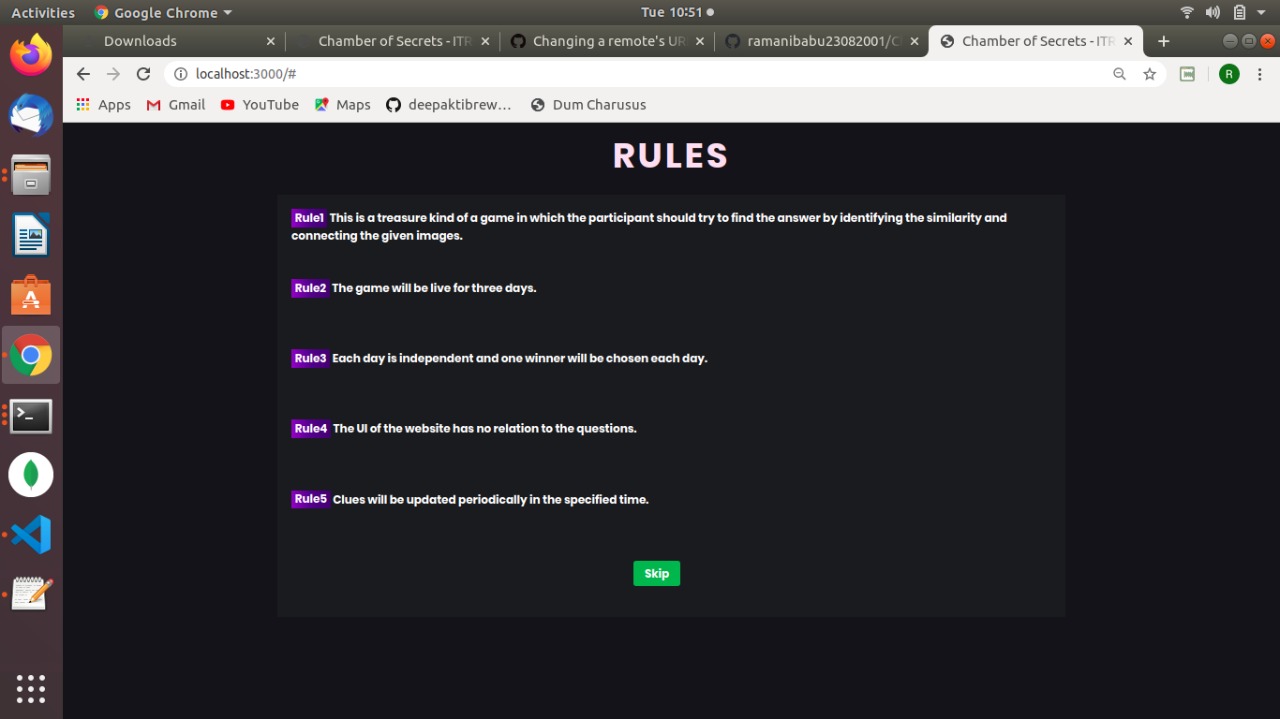 Activities
Google Chrome
Tue 10:51
Downloads
Chamber of Secrets - ITR
Changing a remote's UR
ramanibabu23082001/C
Chamber of Secrets - ITR
localhost:3000/#
R
Apps
Gmail
YouTube
Maps
deepaktibrew...
Dum Charusus
RULES
Rule1 This is a treasure kind of a game in which the participant should try to find the answer by identifying the similarity and
connecting the given images.
Rule2 The game will be live for three days.
Rule3 Each day is independent and one winner will be chosen each day.
Rule4 The UI of the website has no relation to the questions.
Rule5 Clues will be updated periodically in the specified time.
Skip